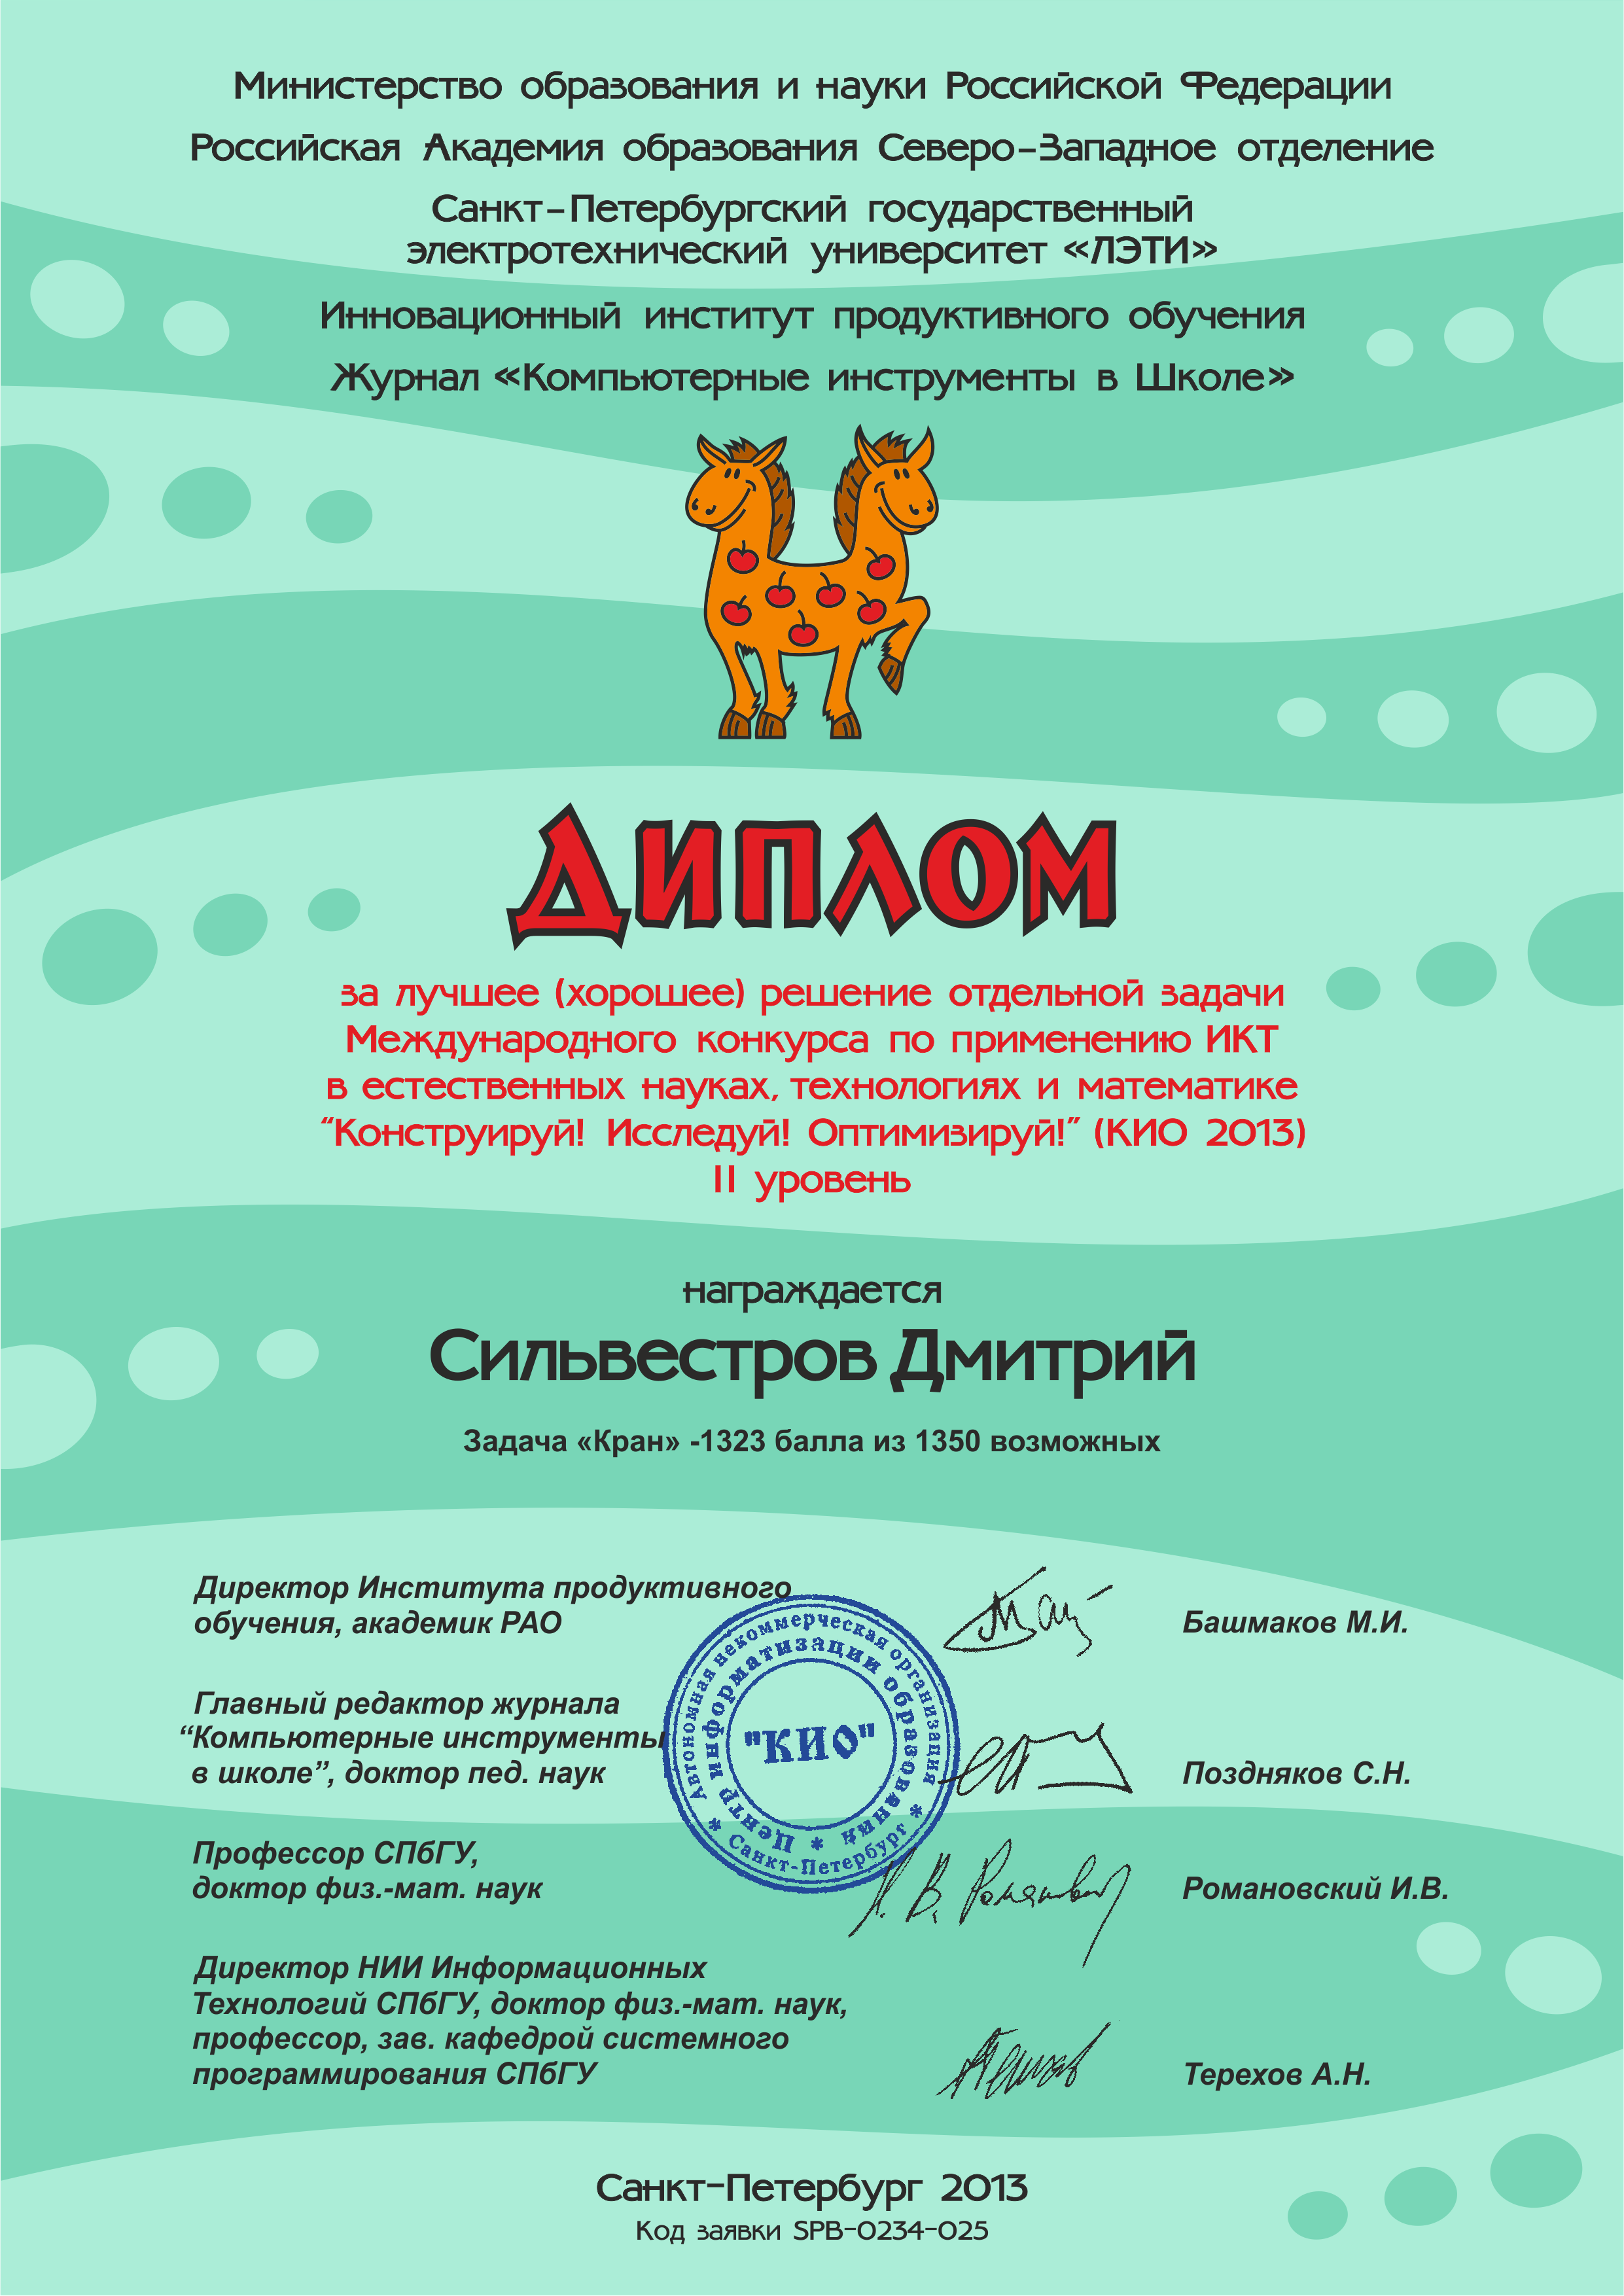 Министерство образования и науки Российской Федерации
Российская Академия образования Северо-Западное отделение
Санкт-Петербургский государственный
электротехнический университет «ЛЭТИ»
Инновационный институт продуктивного обучения
Журнал «Компьютерные инструменты в Школе»
ДИПЛОМ
за лучшее (хорошее) решение отдельной задачи
Международного конкурса по применению ИКТ
в естественных науках, технологиях и математике
“Конструируй! Исследуй! Оптимизируй!” (КИО 2013)
II уровень
награждается
Сильвестров Дмитрий
Задача «Кран» -1323 балла из 1350 возможных
Директор Института продуктивного
обучения, академик РАО
Башмаков М.И.
Главный редактор журнала
“Компьютерные инструменты
в школе”, доктор пед. наук
Поздняков С.Н.
Автономная некоммерческая организация
Центр информатизации образования
"КИО"
* Санкт-Петербург *
Профессор СПбГУ,
доктор физ.-мат. наук
Романовский И.В.
Директор НИИ Информационных
Технологий СПбГУ, доктор физ.-мат. наук,
профессор, зав. кафедрой системного
программирования СПбГУ
Терехов А.Н.
Санкт-Петербург 2013
Код заявки SPB-0234-025